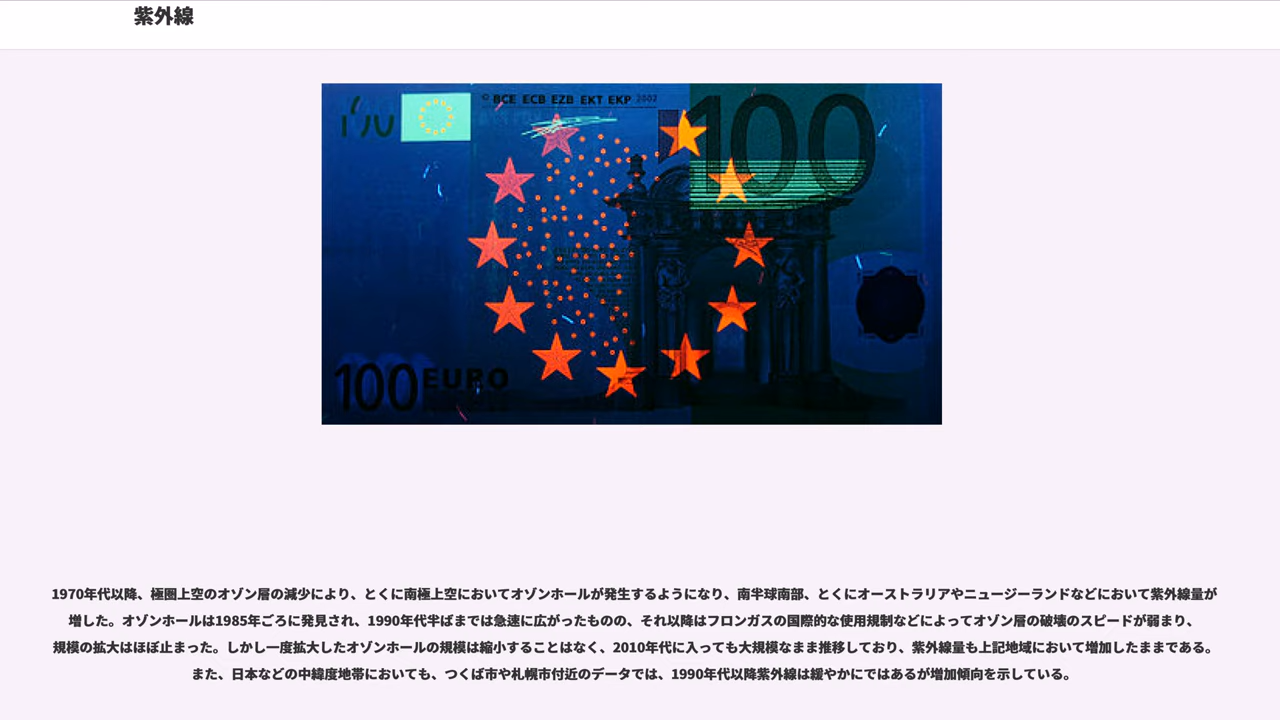 紫外線
100
© BCE ECB EZB EKT EKP 2002
100
100 EURO
1970年代以降、極圏上空のオゾン層の減少により、とくに南極上空においてオゾンホールが発生するようになり、南半球南部、とくにオーストラリアやニュージーランドなどにおいて紫外線量が
増した。オゾンホールは1985年ごろに発見され、1990年代半ばまでは急速に広がったものの、それ以降はフロンガスの国際的な使用規制などによってオゾン層の破壊のスピードが弱まり、
規模の拡大はほぼ止まった。しかし一度拡大したオゾンホールの規模は縮小することはなく、2010年代に入っても大規模なまま推移しており、紫外線量も上記地域において増加したままである。
また、日本などの中緯度地帯においても、つくば市や札幌市付近のデータでは、1990年代以降紫外線は緩やかにではあるが増加傾向を示している。